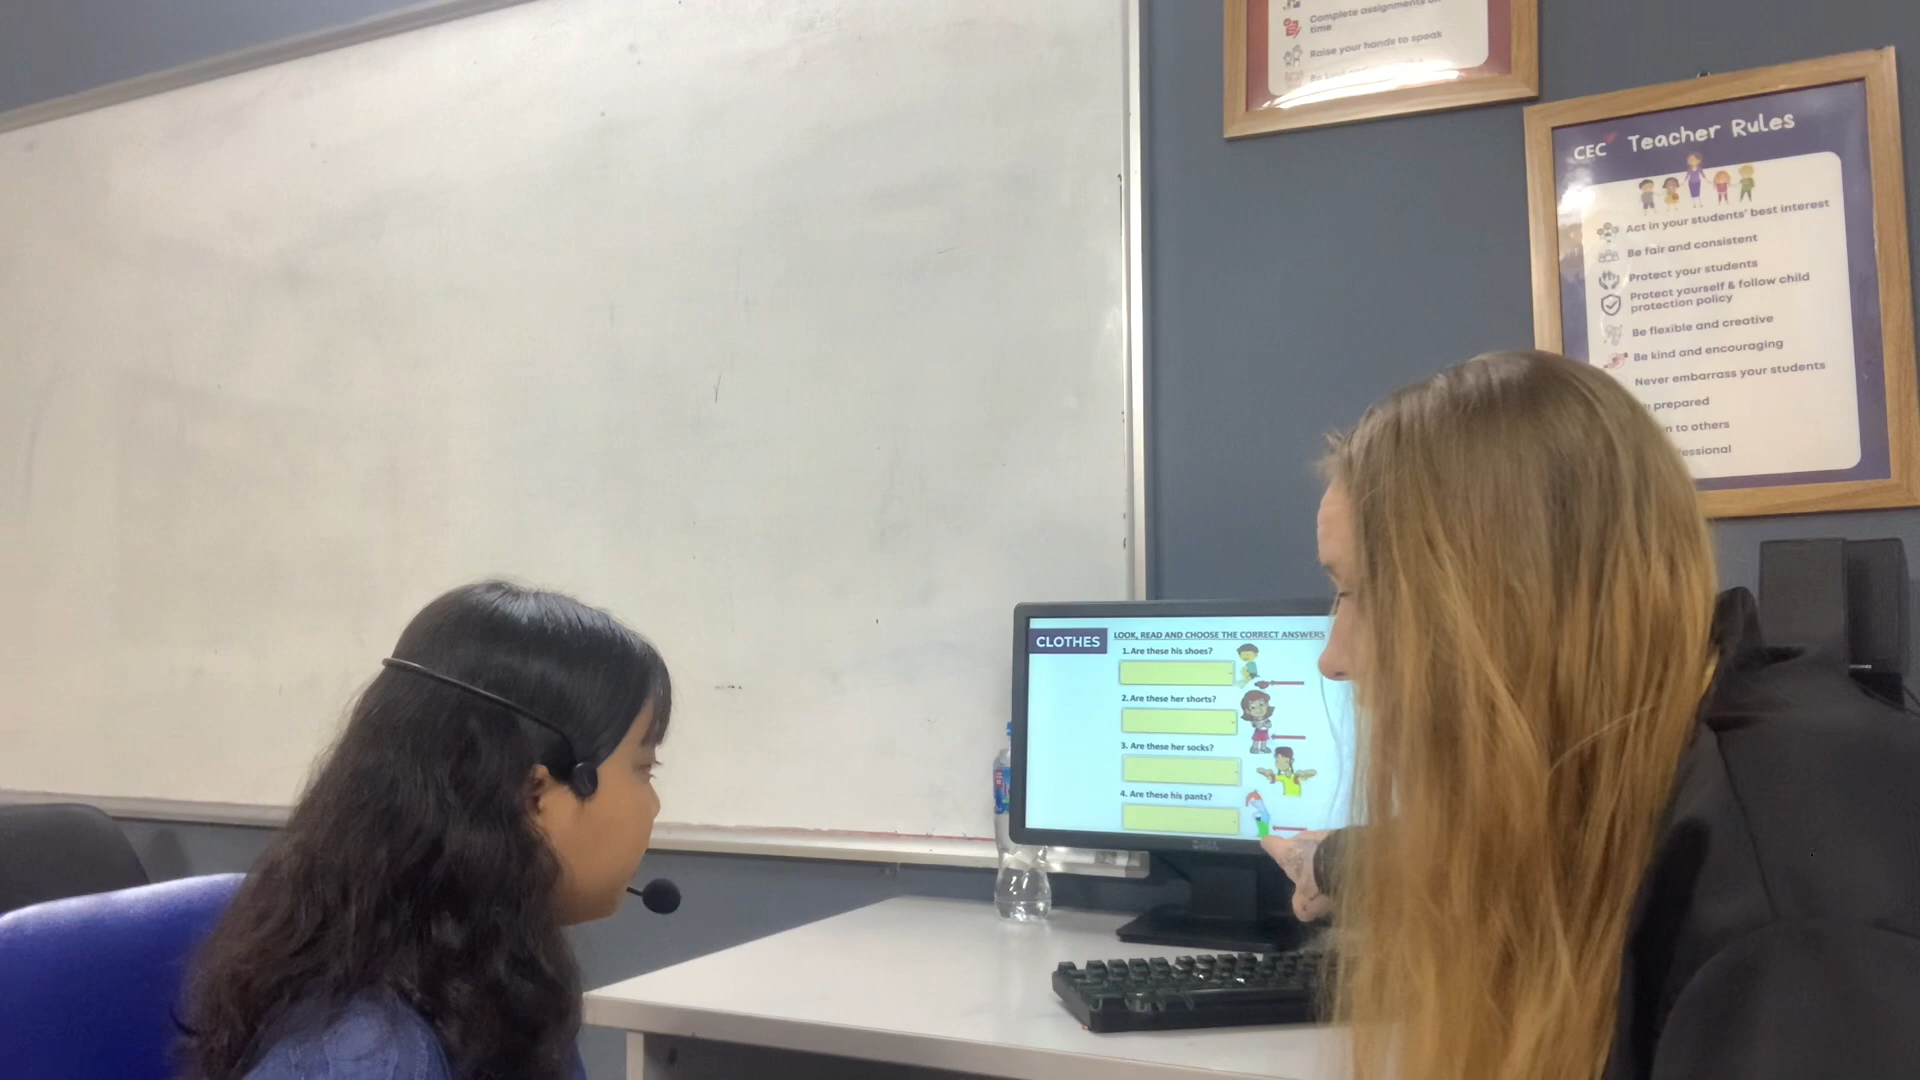 Complete assignments on
time
Raise your hands to speak
CEC
Teacher Rules
Act in your students' best interest
Be fair and consistent
Protect your students
Protect yourself & follow child
protection policy
Be flexible and creative
Be kind and encouraging
Never embarrass your students
prepared
to others
CLOTHES
LOOK, READ AND CHOOSE THE CORRECT ANSWERS
1. Are these his shoes?
2. Are these her shorts?
3. Are these her socks?
4. Are these his pants?